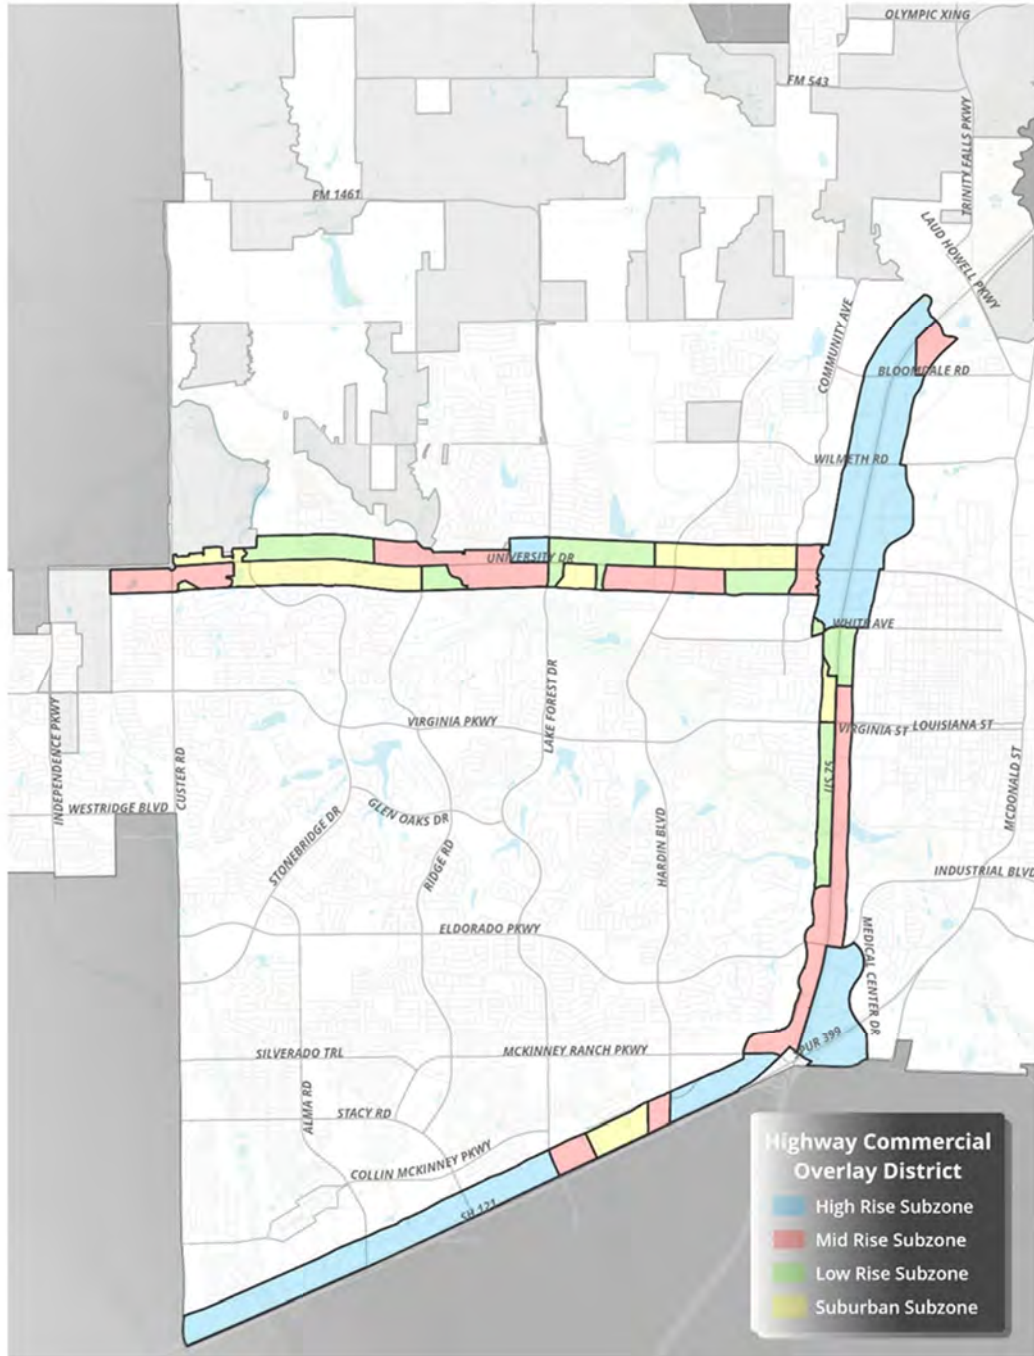 OLYMPIC XING
FM 543
TRINITY FALLS PKWY
FM 1461
LAUD HOWELL PKWY
COMMUNITY AVE
BLOOMDALE RD
WILMETH RD
UNIVERSITY DR
WHITE AVE
LAKE FOREST DR
INDEPENDENCE PKWY
VIRGINIA PKWY
VIRGINIA ST
LOUISIANA ST
CUSTER RD
US 75
MCDONALD ST
WESTRIDGE BLVD
GLEN OAKS DR
STONEBRIDGE DR
RIDGE RD
HARDIN BLVD
INDUSTRIAL BLVD
ELDORADO PKWY
MEDICAL CENTER DR
SILVERADO TRL
MCKINNEY RANCH PKWY
PUR 399
ALMA RD
STACY RD
COLLIN MCKINNEY PKWY
SH 121
Highway Commercial
Overlay District
High Rise Subzone
Mid Rise Subzone
Low Rise Subzone
Suburban Subzone